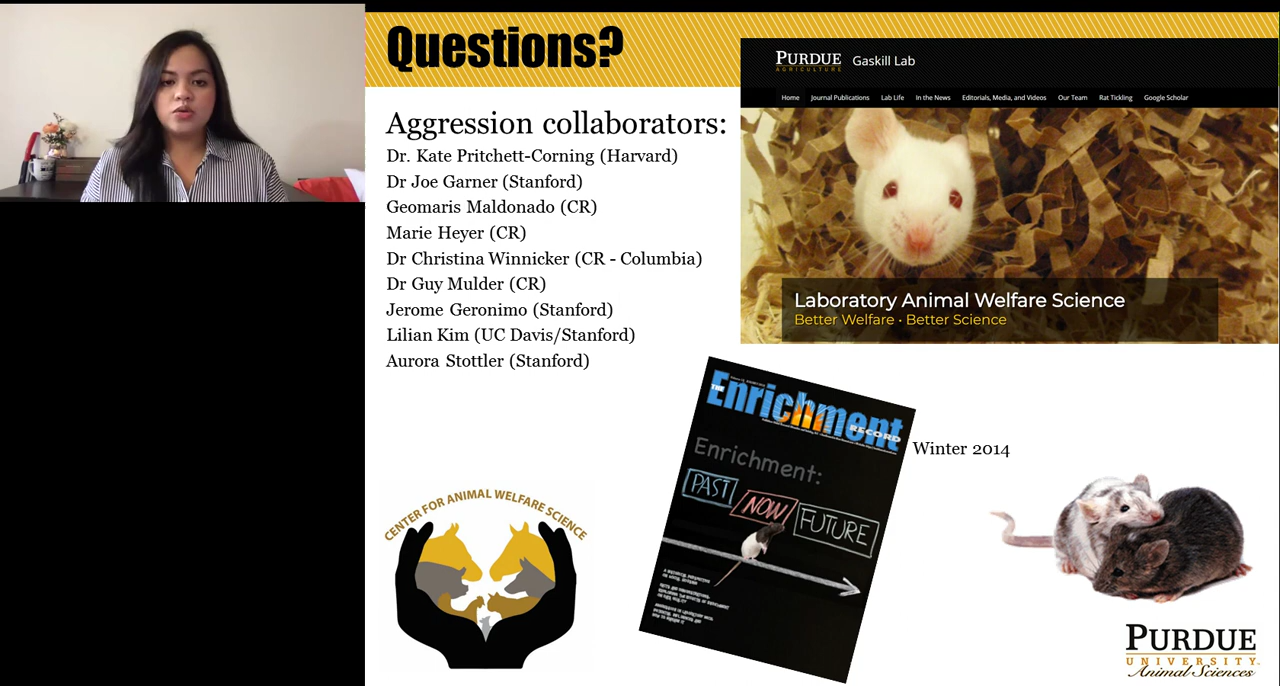 Questions?
Aggression collaborators:
Dr. Kate Pritchett-Corning (Harvard)
Dr Joe Garner (Stanford)
Geomaris Maldonado (CR)
Marie Heyer (CR)
Dr Christina Winnicker (CR - Columbia)
Dr Guy Mulder (CR)
Jerome Geronimo (Stanford)
Lilian Kim (UC Davis/Stanford)
Aurora Stottler (Stanford)
PURDUE
AGRICULTURE
Gaskill Lab
Home Journal Publications Lab Life In the News Editorials, Media, and Videos Our Team Rat Tickling Google Scholar
Laboratory Animal Welfare Science
Better Welfare · Better Science
THE
Enrichment
RECORD
Enrichment:
PAST NOW FUTURE
Winter 2014
CENTER FOR ANIMAL WELFARE SCIENCE
PURDUE
UNIVERSITY
Animal Sciences